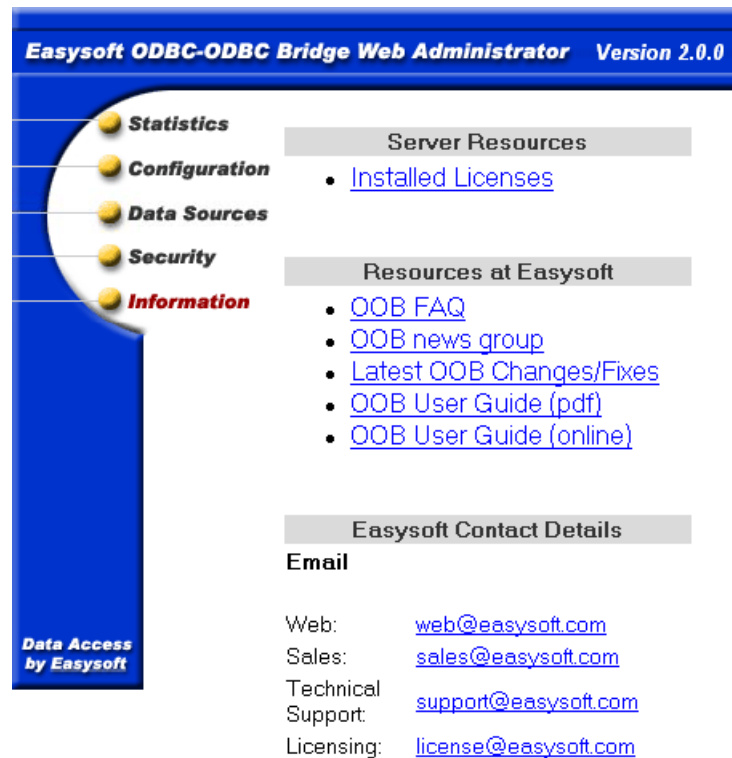 Easysoft ODBC-ODBC Bridge Web Administrator Version 2.0.0
Statistics
Configuration
Data Sources
Security
Information
Data Access
by Easysoft
Server Resources
• Installed Licenses
Resources at Easysoft
• OOB FAQ
• OOB news group
• Latest OOB Changes/Fixes
• OOB User Guide (pdf)
• OOB User Guide (online)
Easysoft Contact Details
Email
Web: web@easysoft.com
Sales: sales@easysoft.com
Technical
Support: support@easysoft.com
Licensing: license@easysoft.com